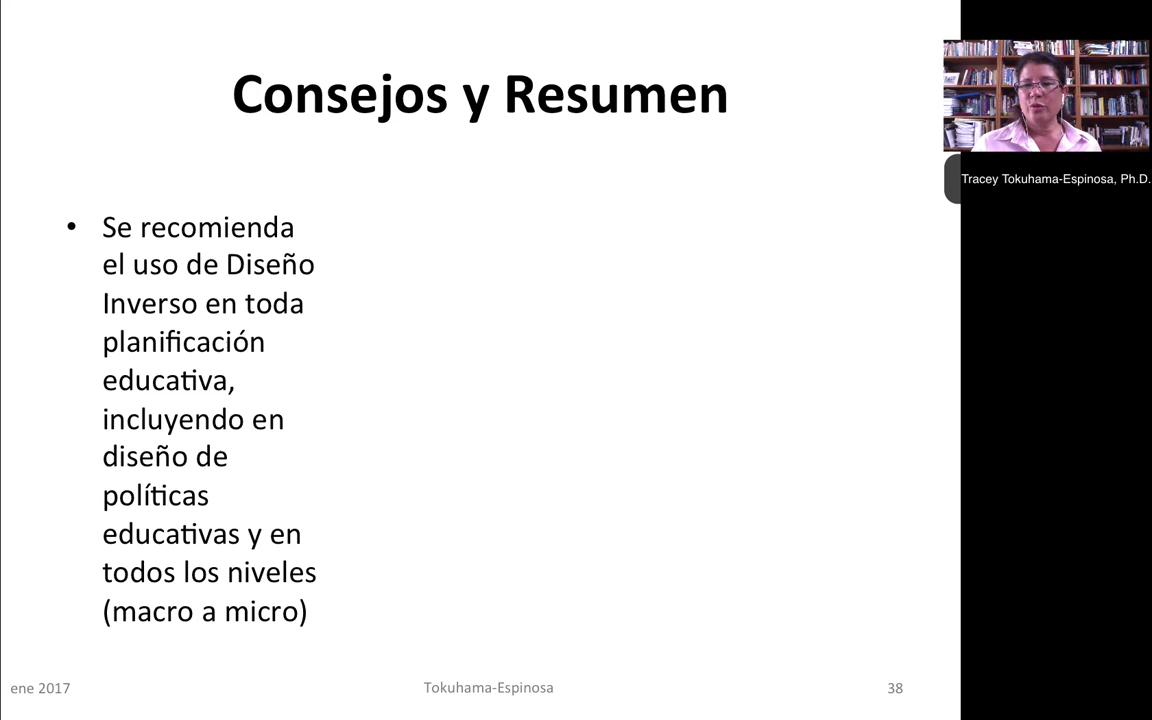 Consejos y Resumen
Tracey Tokuhama-Espinosa, Ph.D.
• Se recomienda
el uso de Diseño
Inverso en toda
planificación
educativa,
incluyendo en
diseño de
políticas
educativas y en
todos los niveles
(macro a micro)
ene 2017
Tokuhama-Espinosa
38